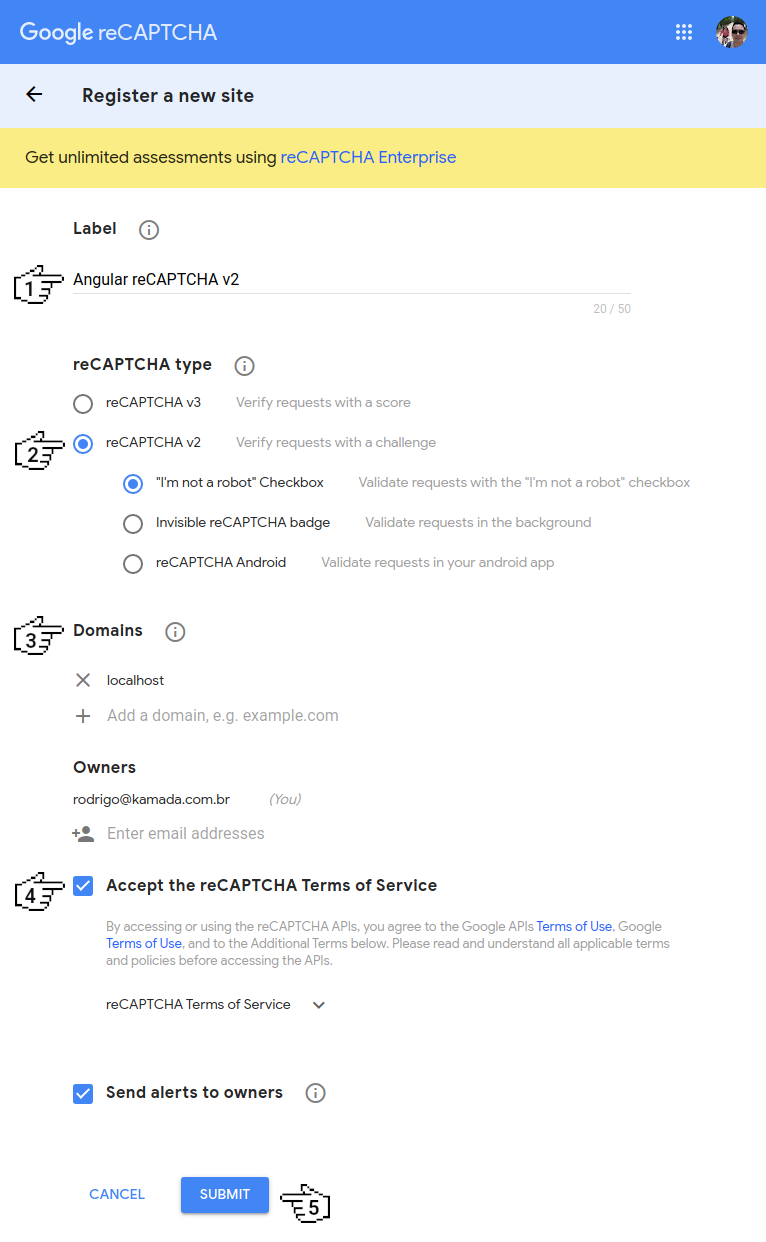 Google reCAPTCHA
Register a new site
Get unlimited assessments using reCAPTCHA Enterprise
Label
1
Angular reCAPTCHA v2
20 / 50
reCAPTCHA type
reCAPTCHA v3 Verify requests with a score
2
reCAPTCHA v2 Verify requests with a challenge
"I'm not a robot" Checkbox Validate requests with the "I'm not a robot" checkbox
Invisible reCAPTCHA badge Validate requests in the background
reCAPTCHA Android Validate requests in your android app
3
Domains
localhost
Add a domain, e.g. example.com
Owners
rodrigo@kamada.com.br (You)
Enter email addresses
4
Accept the reCAPTCHA Terms of Service
By accessing or using the reCAPTCHA APIs, you agree to the Google APIs Terms of Use, Google
Terms of Use, and to the Additional Terms below. Please read and understand all applicable terms
and policies before accessing the APIs.
reCAPTCHA Terms of Service
Send alerts to owners
CANCEL SUBMIT
5